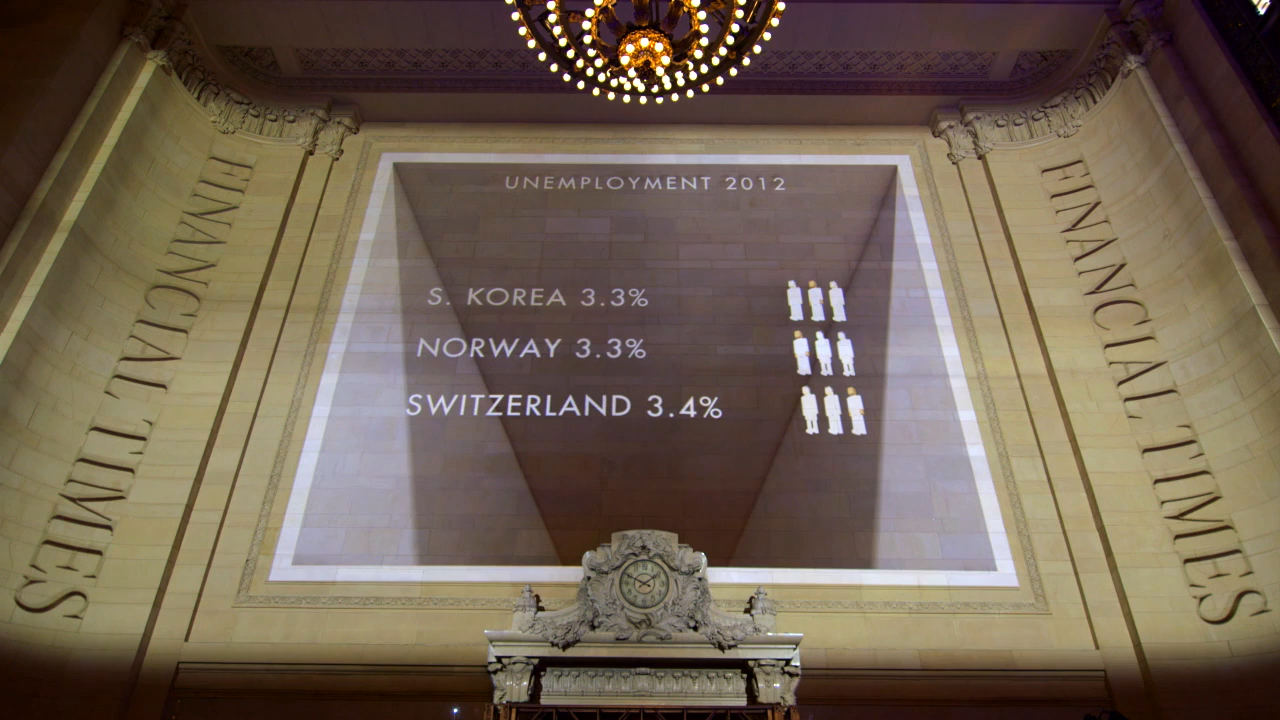 UNEMPLOYMENT 2012
S. KOREA 3.3%
NORWAY 3.3%
SWITZERLAND 3.4%
FINANCIAL TIMES
FINANCIAL TIMES